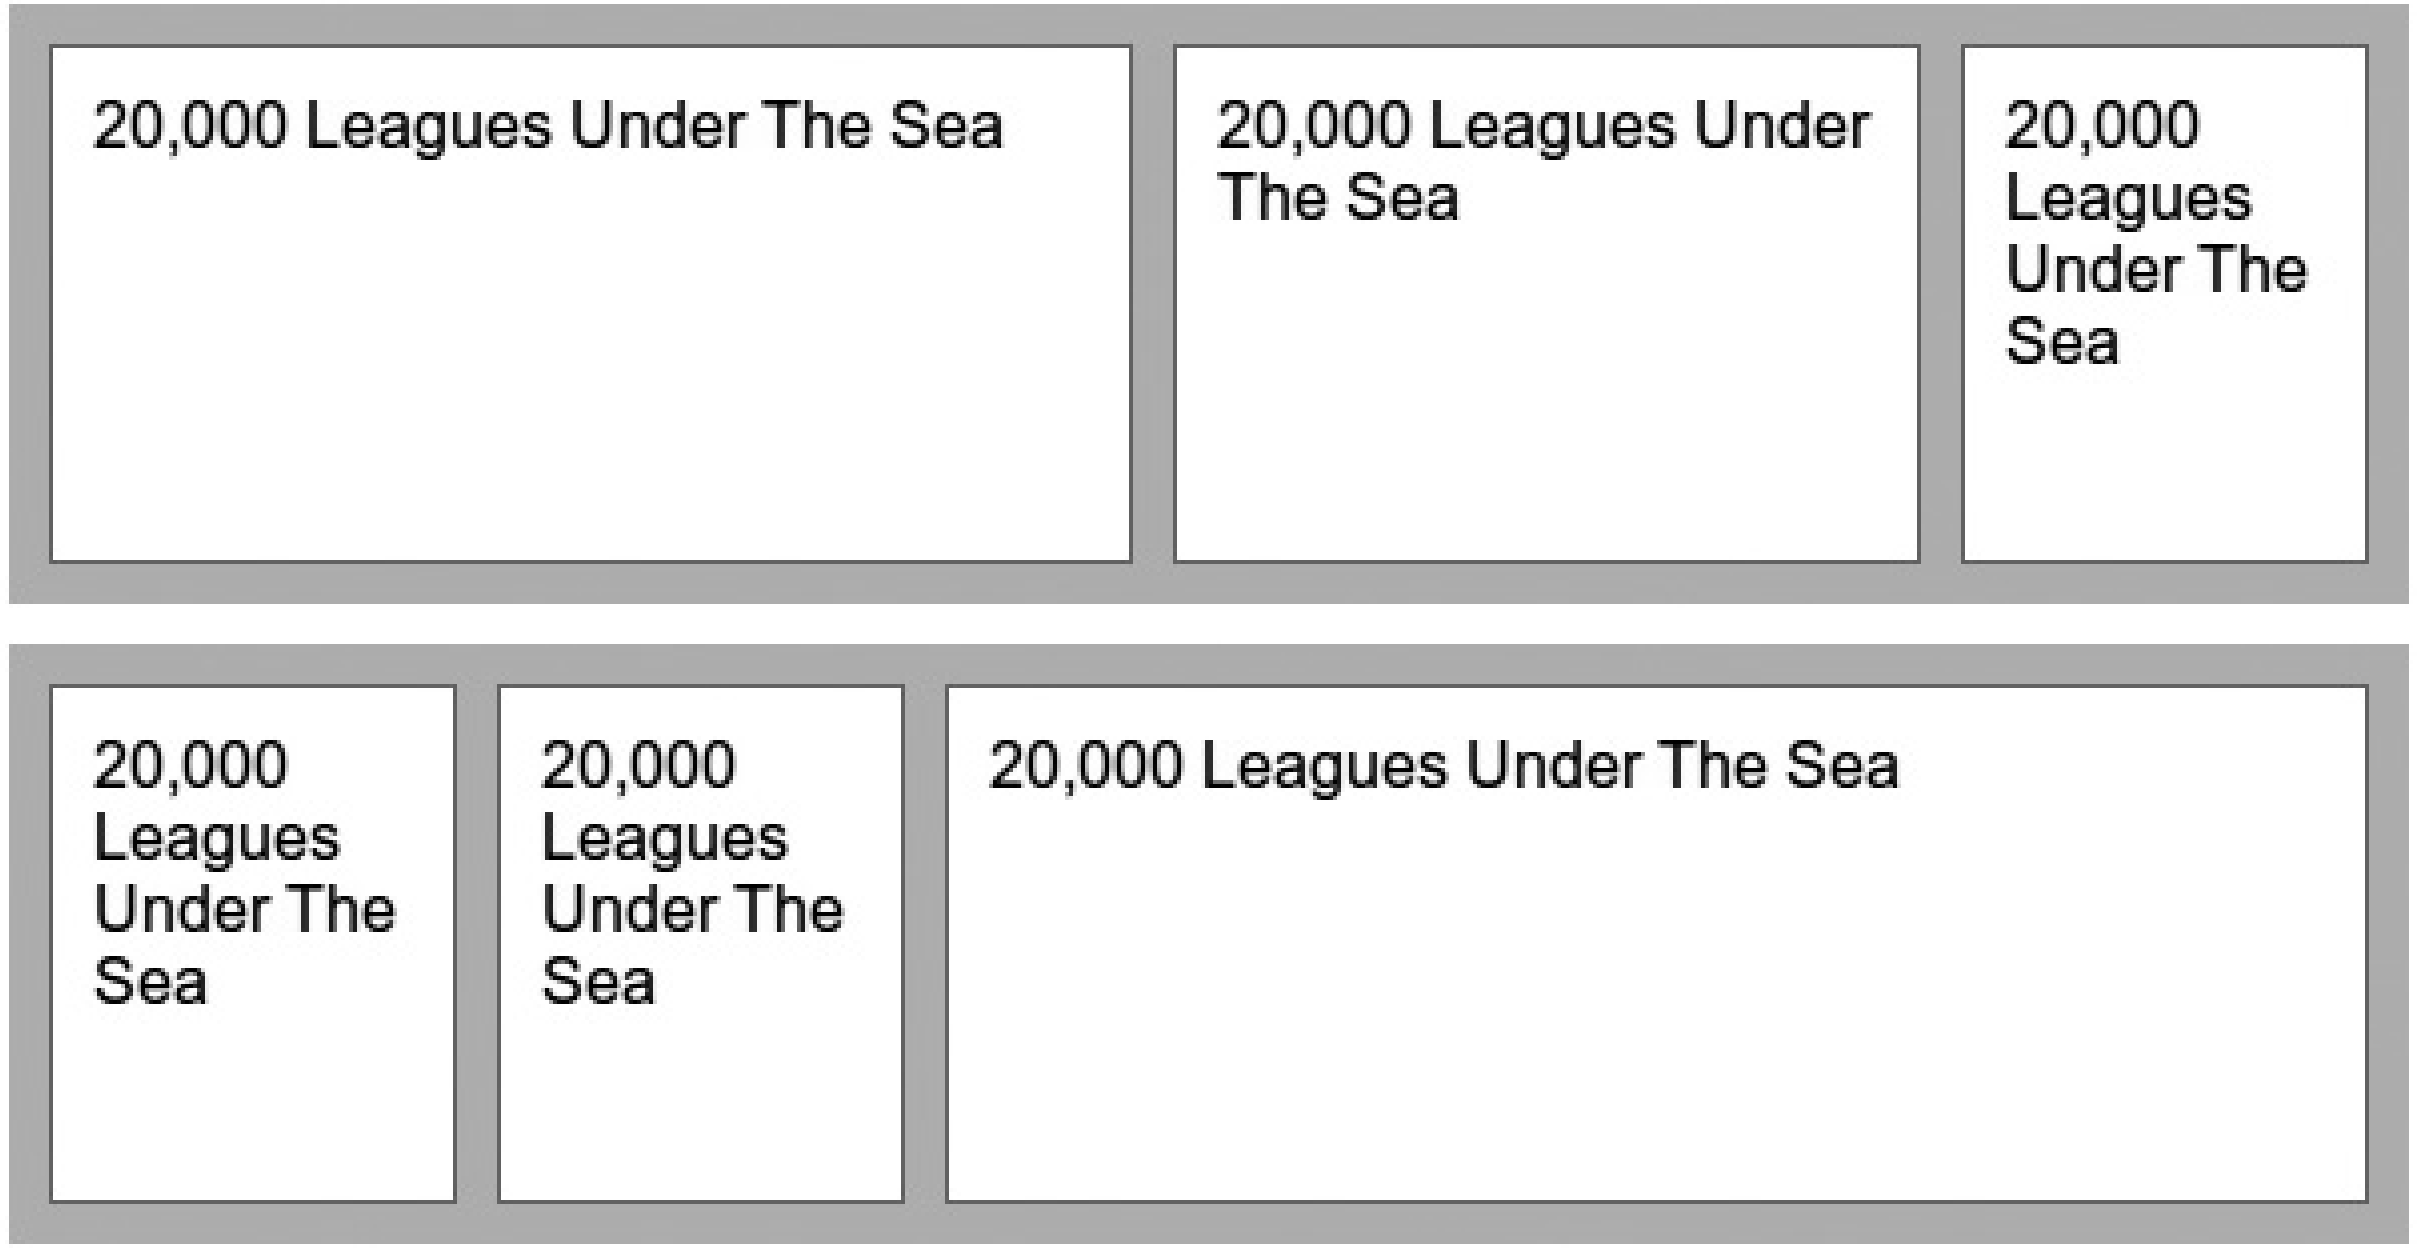 20,000 Leagues Under The Sea
20,000 Leagues Under
The Sea
20,000
Leagues
Under The
Sea
20,000
Leagues
Under The
Sea
20,000
Leagues
Under The
Sea
20,000 Leagues Under The Sea